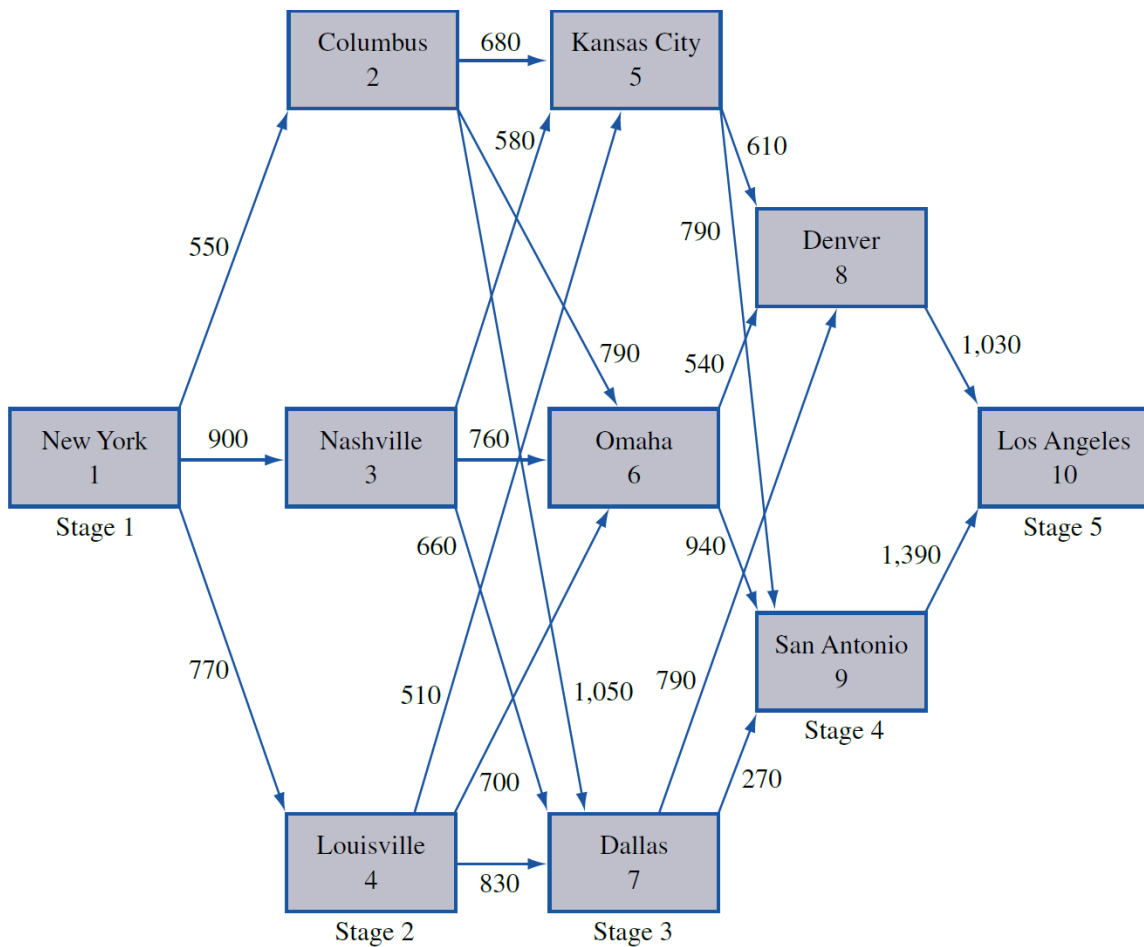 Columbus
2
680
Kansas City
5
580
610
550
790
Denver
8
790
540
1,030
New York
1
Stage 1
900
Nashville
3
760
Omaha
6
Los Angeles
10
Stage 5
660
940
1,390
770
510
1,050
790
San Antonio
9
Stage 4
700
270
Louisville
4
Stage 2
830
Dallas
7
Stage 3